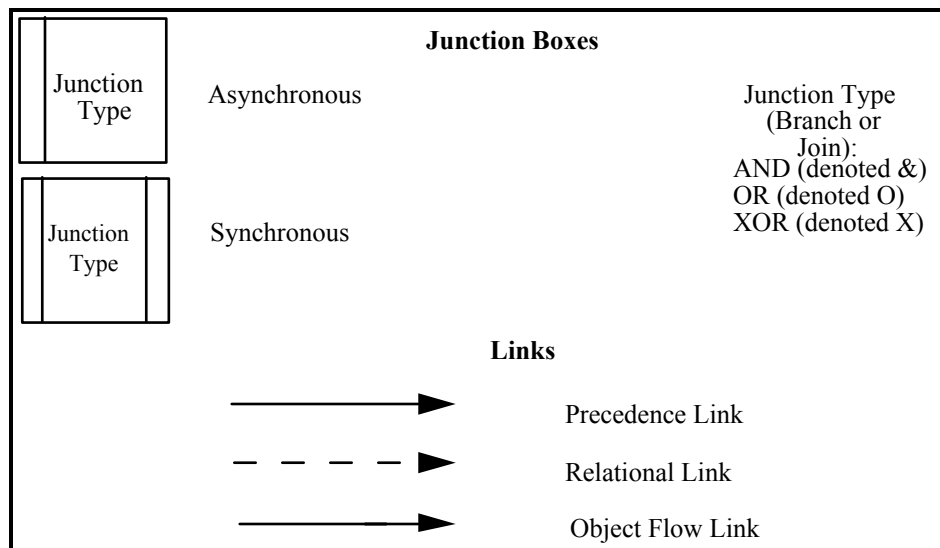 Junction Boxes
Junction
Type
Asynchronous
Junction Type
(Branch or
Join):
AND (denoted &)
OR (denoted O)
XOR (denoted X)
Junction
Type
Synchronous
Links
Precedence Link
Relational Link
Object Flow Link